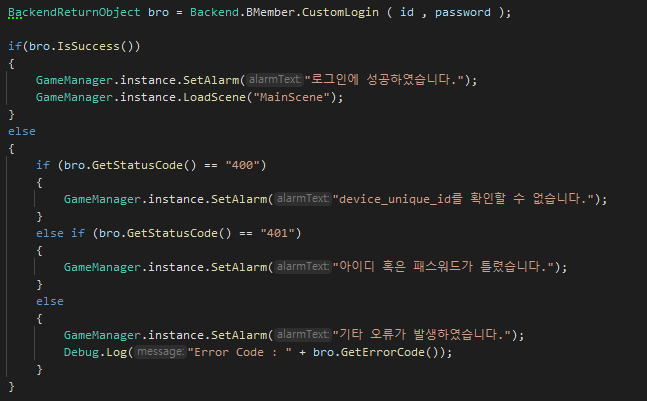 BackendReturnObject bro = Backend.BMember.CustomLogin ( id , password );
if(bro.IsSuccess())
{
GameManager.instance.SetAlarm(alarmText:"로그인에 성공하였습니다.");
GameManager.instance.LoadScene("MainScene");
}
else
{
if (bro.GetStatusCode() == "400")
{
GameManager.instance.SetAlarm(alarmText:"device_unique_id를 확인할 수 없습니다.");
}
else if (bro.GetStatusCode() == "401")
{
GameManager.instance.SetAlarm(alarmText:"아이디 혹은 패스워드가 틀렸습니다.");
}
else
{
GameManager.instance.SetAlarm(alarmText:"기타 오류가 발생하였습니다.");
Debug.Log(message:"Error Code : " + bro.GetErrorCode());
}
}